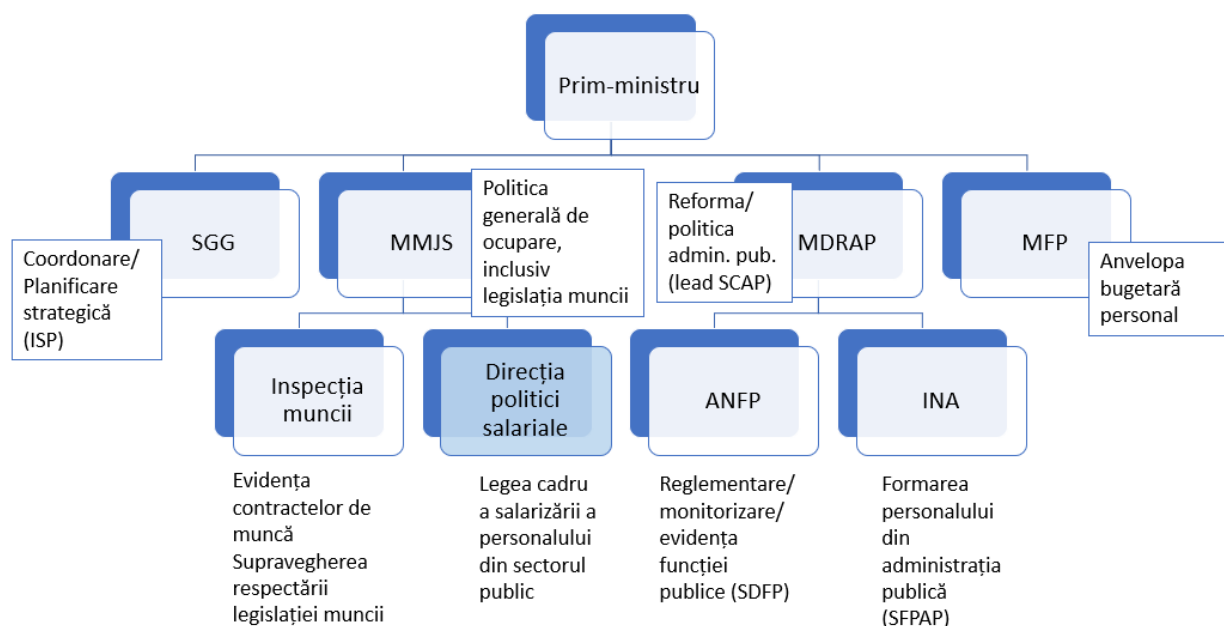 Prim-ministru
SGG
Coordonare/
Planificare
strategică
(ISP)
MMJS
Politica
generală de
ocupare,
inclusiv
legislația muncii
MDRAP
Reforma/
politica
admin. pub.
(lead SCAP)
MFP
Anvelopa
bugetară
personal
Inspecția
muncii
Evidența
contractelor de
muncă
Supravegherea
respectării
legislației muncii
Direcția
politici
salariale
Legea cadru
a salarizării a
personalului
din sectorul
public
ANFP
Reglementare/
monitorizare/
evidența
funcției
publice (SDFP)
INA
Formarea
personalului
din
administrația
publică
(SFPAP)